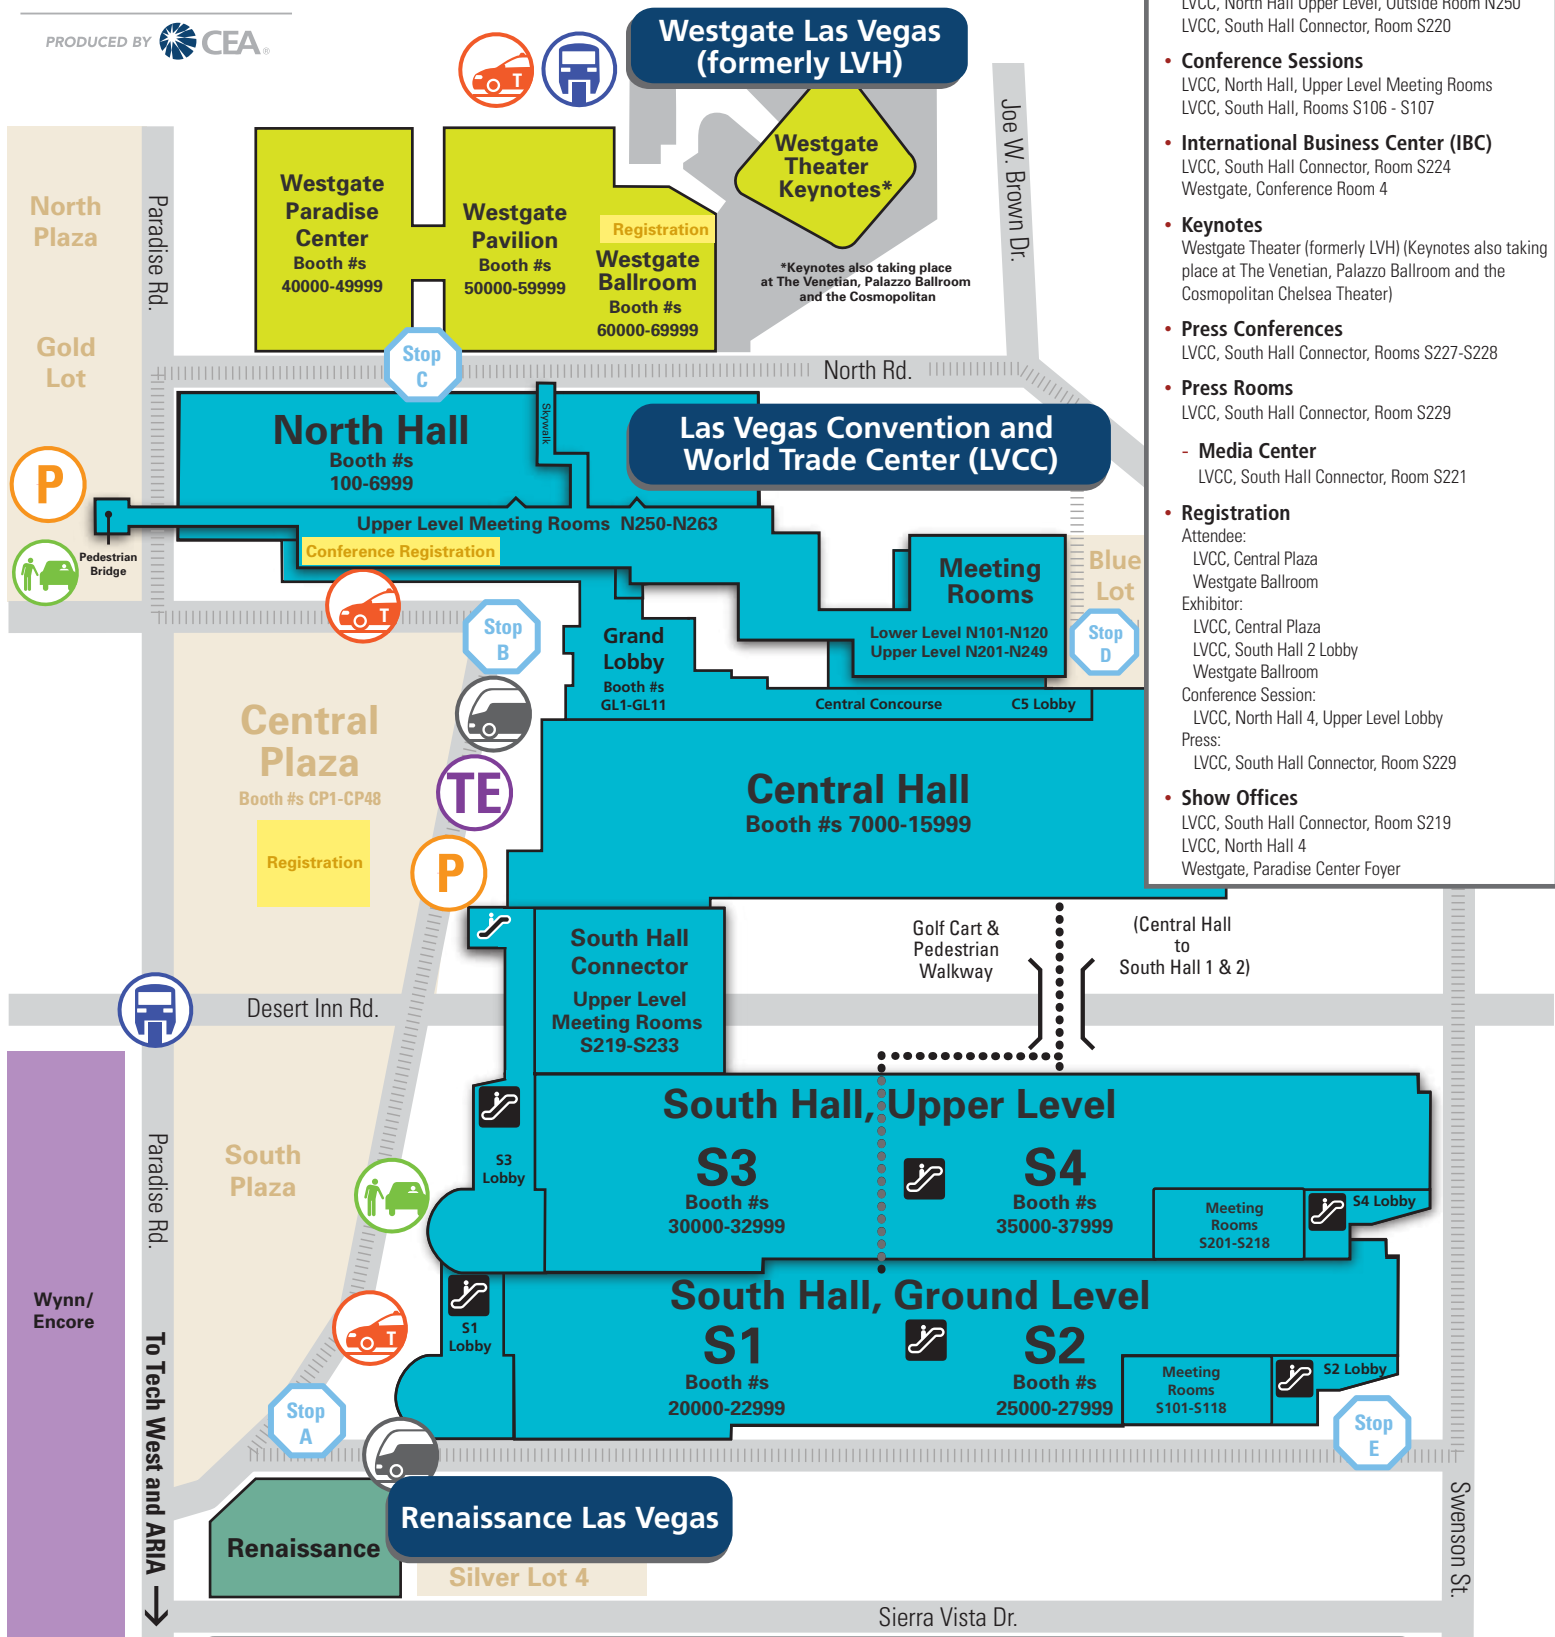 PRODUCED BY CEA®
Westgate Las Vegas
(formerly LVH)
T
Westgate
Theater
Keynotes*
*Keynotes also taking place
at The Venetian, Palazzo Ballroom
and the Cosmopolitan
Joe W. Brown Dr.
Westgate
Paradise
Center
Booth #s
40000-49999
Westgate
Pavilion
Booth #s
50000-59999
Registration
Westgate
Ballroom
Booth #s
60000-69999
North
Plaza
Gold
Lot
Paradise Rd.
Stop
C
North Rd.
North Hall
Booth #s
100-6999
Skywalk
Las Vegas Convention and
World Trade Center (LVCC)
P
Pedestrian
Bridge
Upper Level Meeting Rooms N250-N263
Conference Registration
T
Stop
B
Grand
Lobby
Booth #s
GL1-GL11
Meeting
Rooms
Lower Level N101-N120
Upper Level N201-N249
Blue
Lot
Stop
D
Central Concourse
C5 Lobby
Central
Plaza
Booth #s CP1-CP48
Registration
TE
P
Central Hall
Booth #s 7000-15999
South Hall
Connector
Upper Level
Meeting Rooms
S219-S233
Golf Cart &
Pedestrian
Walkway
(Central Hall
to
South Hall 1 & 2)
Desert Inn Rd.
South
Plaza
Paradise Rd.
Wynn/
Encore
To Tech West and ARIA
South Hall, Upper Level
S3
Lobby
S3
Booth #s
30000-32999
S4
Booth #s
35000-37999
Meeting
Rooms
S201-S218
S4 Lobby
South Hall, Ground Level
S1
Lobby
S1
Booth #s
20000-22999
S2
Booth #s
25000-27999
Meeting
Rooms
S101-S118
S2 Lobby
T
Stop
A
Stop
E
Renaissance Las Vegas
Renaissance
Silver Lot 4
Swenson St.
Sierra Vista Dr.
LVCC, North Hall Upper Level, Outside Room N250
LVCC, South Hall Connector, Room S220
• Conference Sessions
LVCC, North Hall, Upper Level Meeting Rooms
LVCC, South Hall, Rooms S106 - S107
• International Business Center (IBC)
LVCC, South Hall Connector, Room S224
Westgate, Conference Room 4
• Keynotes
Westgate Theater (formerly LVH) (Keynotes also taking
place at The Venetian, Palazzo Ballroom and the
Cosmopolitan Chelsea Theater)
• Press Conferences
LVCC, South Hall Connector, Rooms S227-S228
• Press Rooms
LVCC, South Hall Connector, Room S229
- Media Center
LVCC, South Hall Connector, Room S221
• Registration
Attendee:
LVCC, Central Plaza
Westgate Ballroom
Exhibitor:
LVCC, Central Plaza
LVCC, South Hall 2 Lobby
Westgate Ballroom
Conference Session:
LVCC, North Hall 4, Upper Level Lobby
Press:
LVCC, South Hall Connector, Room S229
• Show Offices
LVCC, South Hall Connector, Room S219
LVCC, North Hall 4
Westgate, Paradise Center Foyer